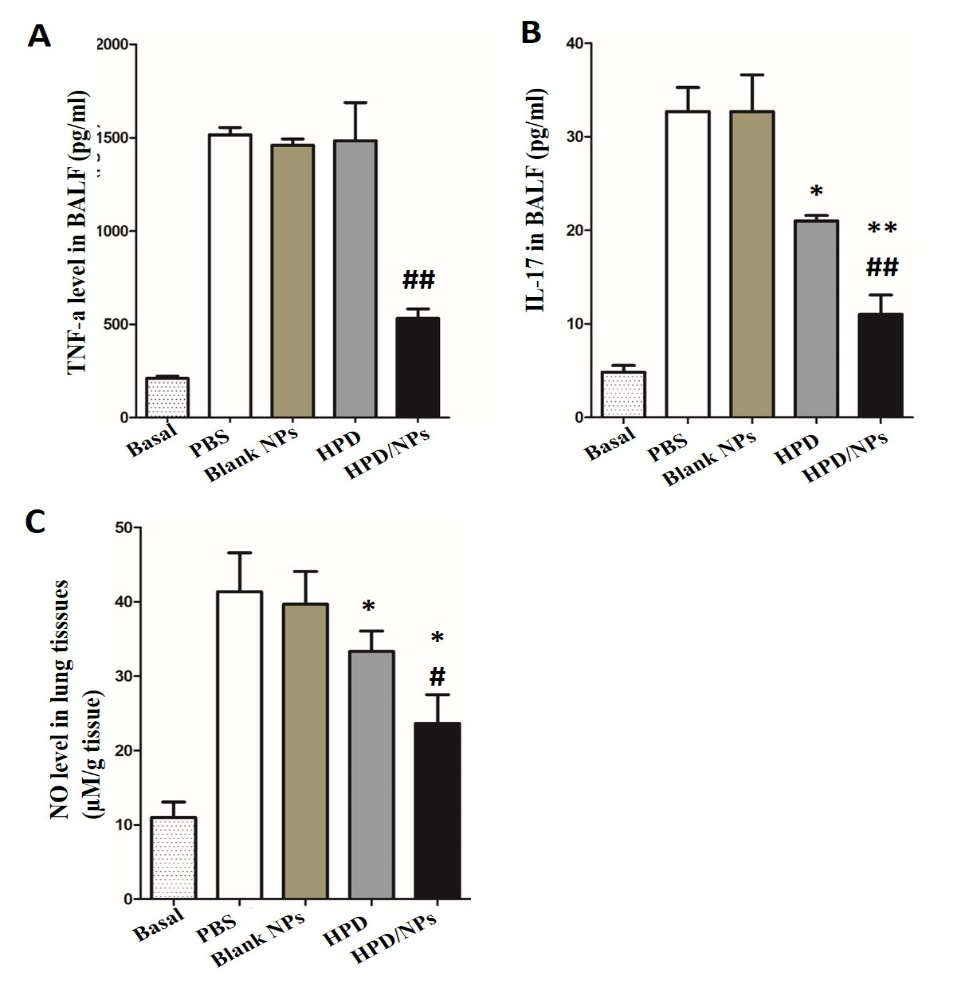 A
TNF-a level in BALF (pg/ml)
2000
1500
1000
500
0
##
Basal
PBS
Blank NPs
HPD
HPD/NPs
B
IL-17 in BALF (pg/ml)
40
30
20
10
0
*
**
##
Basal
PBS
Blank NPs
HPD
HPD/NPs
C
NO level in lung tisssues
(µM/g tissue)
50
40
30
20
10
0
*
*
#
Basal
PBS
Blank NPs
HPD
HPD/NPs